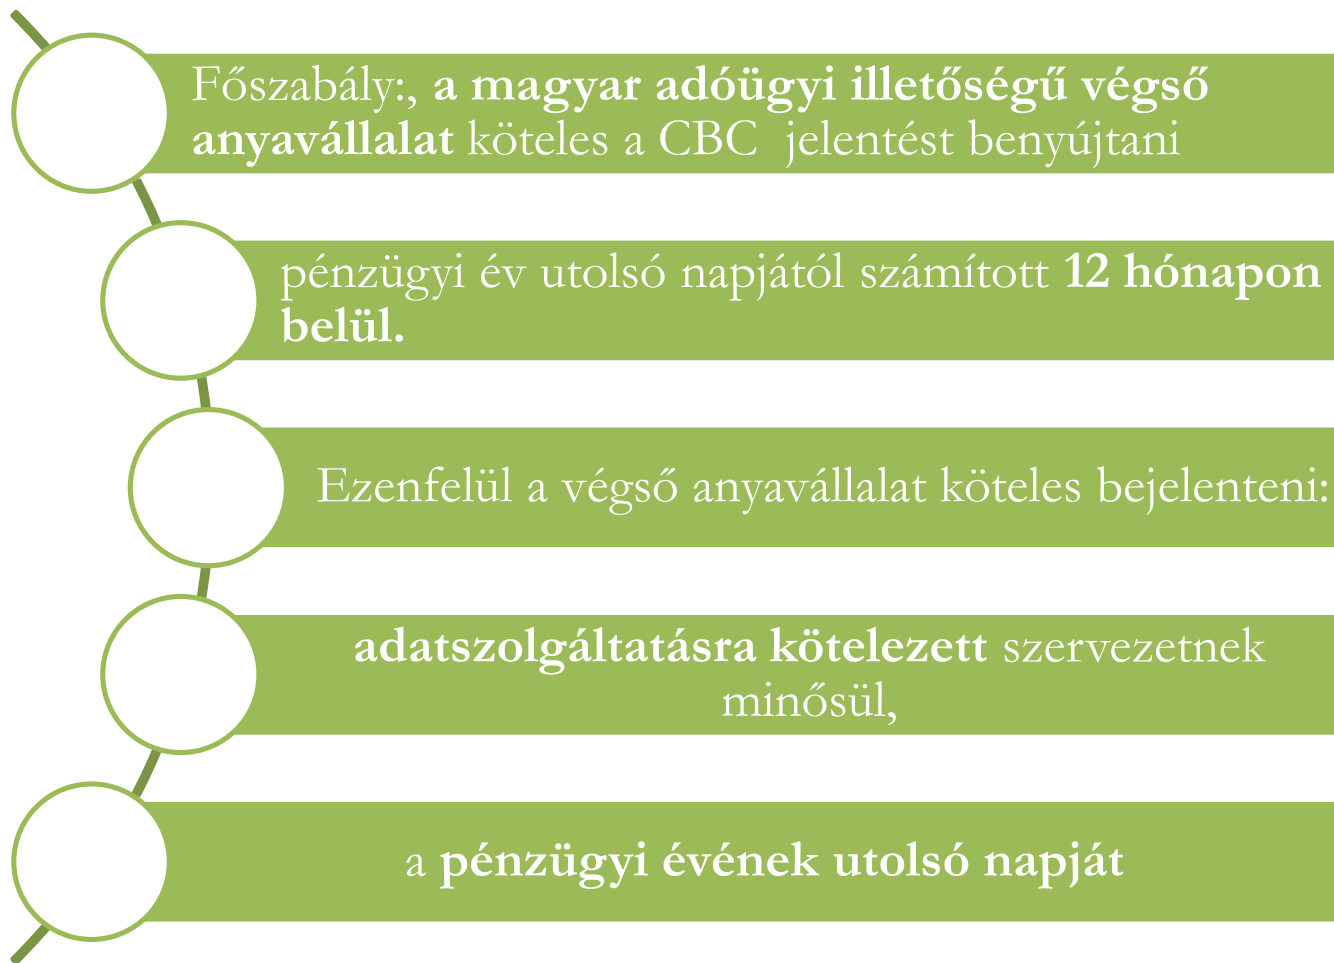 Főszabály:, a magyar adóügyi illetőségű végső
anyavállalat köteles a CBC jelentést benyújtani
pénzügyi év utolsó napjától számított 12 hónapon
belül.
Ezenfelül a végső anyavállalat köteles bejelenteni:
adatszolgáltatásra kötelezett szervezetnek
minősül,
a pénzügyi évének utolsó napját